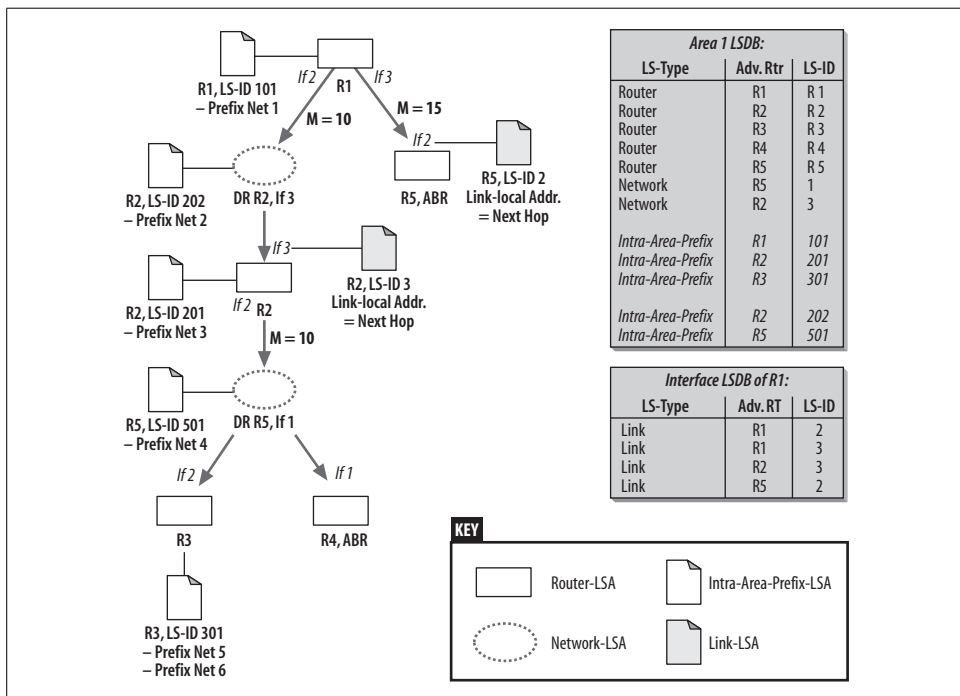 R1, LS-ID 101
– Prefix Net 1
If 2
If 3
R1
M = 10
M = 15
If 2
R5, ABR
R5, LS-ID 2
Link-local Addr.
= Next Hop
R2, LS-ID 202
– Prefix Net 2
DR R2, If 3
If 3
R2, LS-ID 201
– Prefix Net 3
If 2
R2
R2, LS-ID 3
Link-local Addr.
= Next Hop
M = 10
R5, LS-ID 501
– Prefix Net 4
DR R5, If 1
If 2
If 1
R3
R4, ABR
R3, LS-ID 301
– Prefix Net 5
– Prefix Net 6
Area 1 LSDB:
LS-Type Adv. Rtr LS-ID
Router R1 R 1
Router R2 R 2
Router R3 R 3
Router R4 R 4
Router R5 R 5
Network R5 1
Network R2 3
Intra-Area-Prefix R1 101
Intra-Area-Prefix R2 201
Intra-Area-Prefix R3 301
Intra-Area-Prefix R2 202
Intra-Area-Prefix R5 501
Interface LSDB of R1:
LS-Type Adv. RT LS-ID
Link R1 2
Link R1 3
Link R2 3
Link R5 2
KEY
Router-LSA
Intra-Area-Prefix-LSA
Network-LSA
Link-LSA